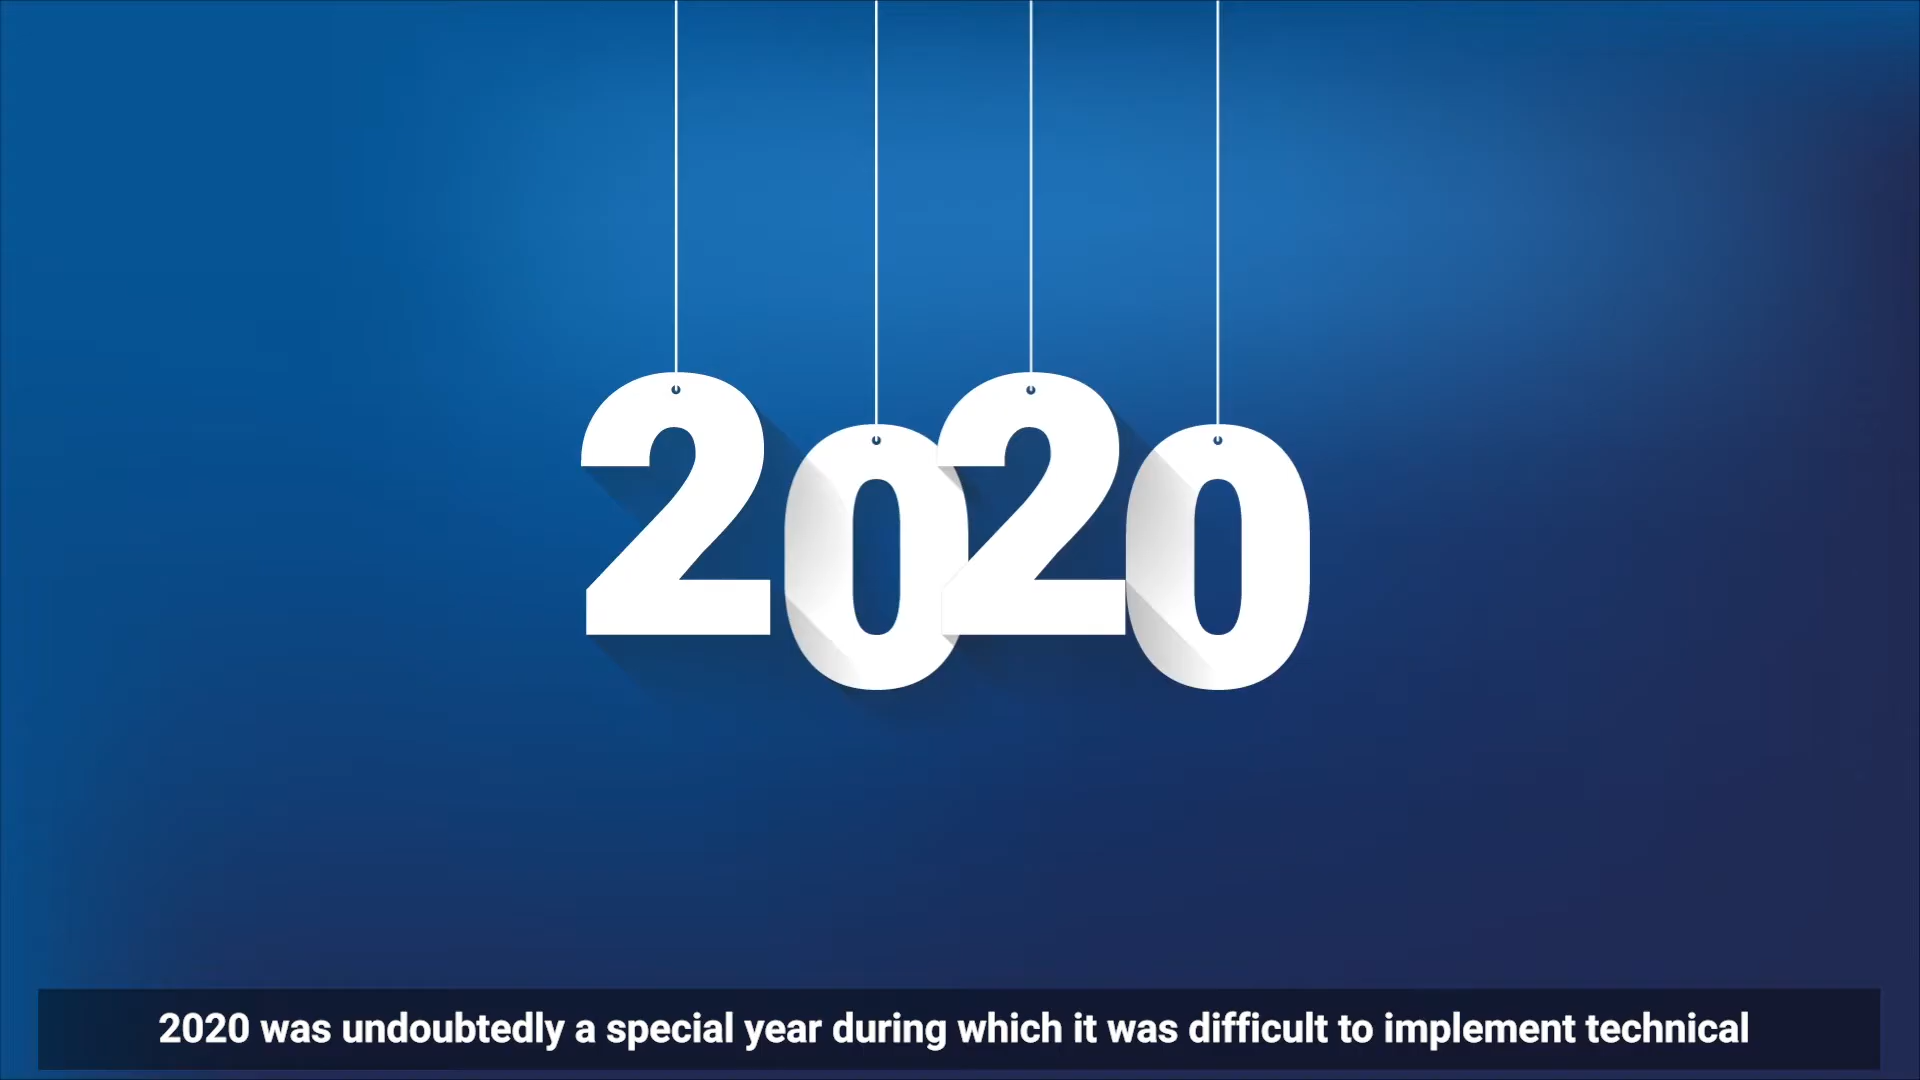 2020
2020 was undoubtedly a special year during which it was difficult to implement technical